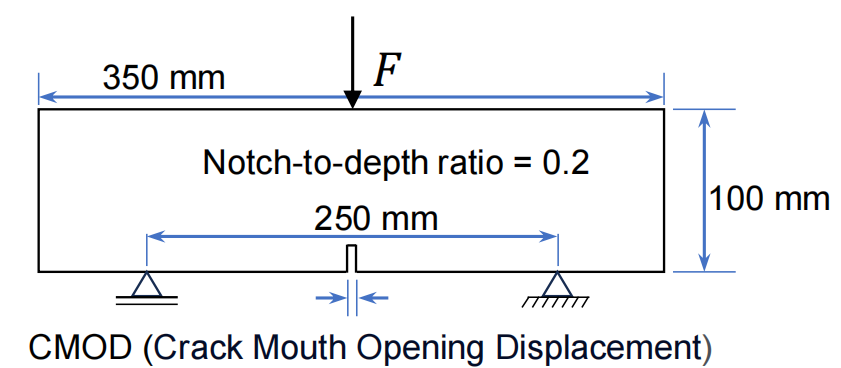 350 mm
F
Notch-to-depth ratio = 0.2
250 mm
100 mm
CMOD (Crack Mouth Opening Displacement)